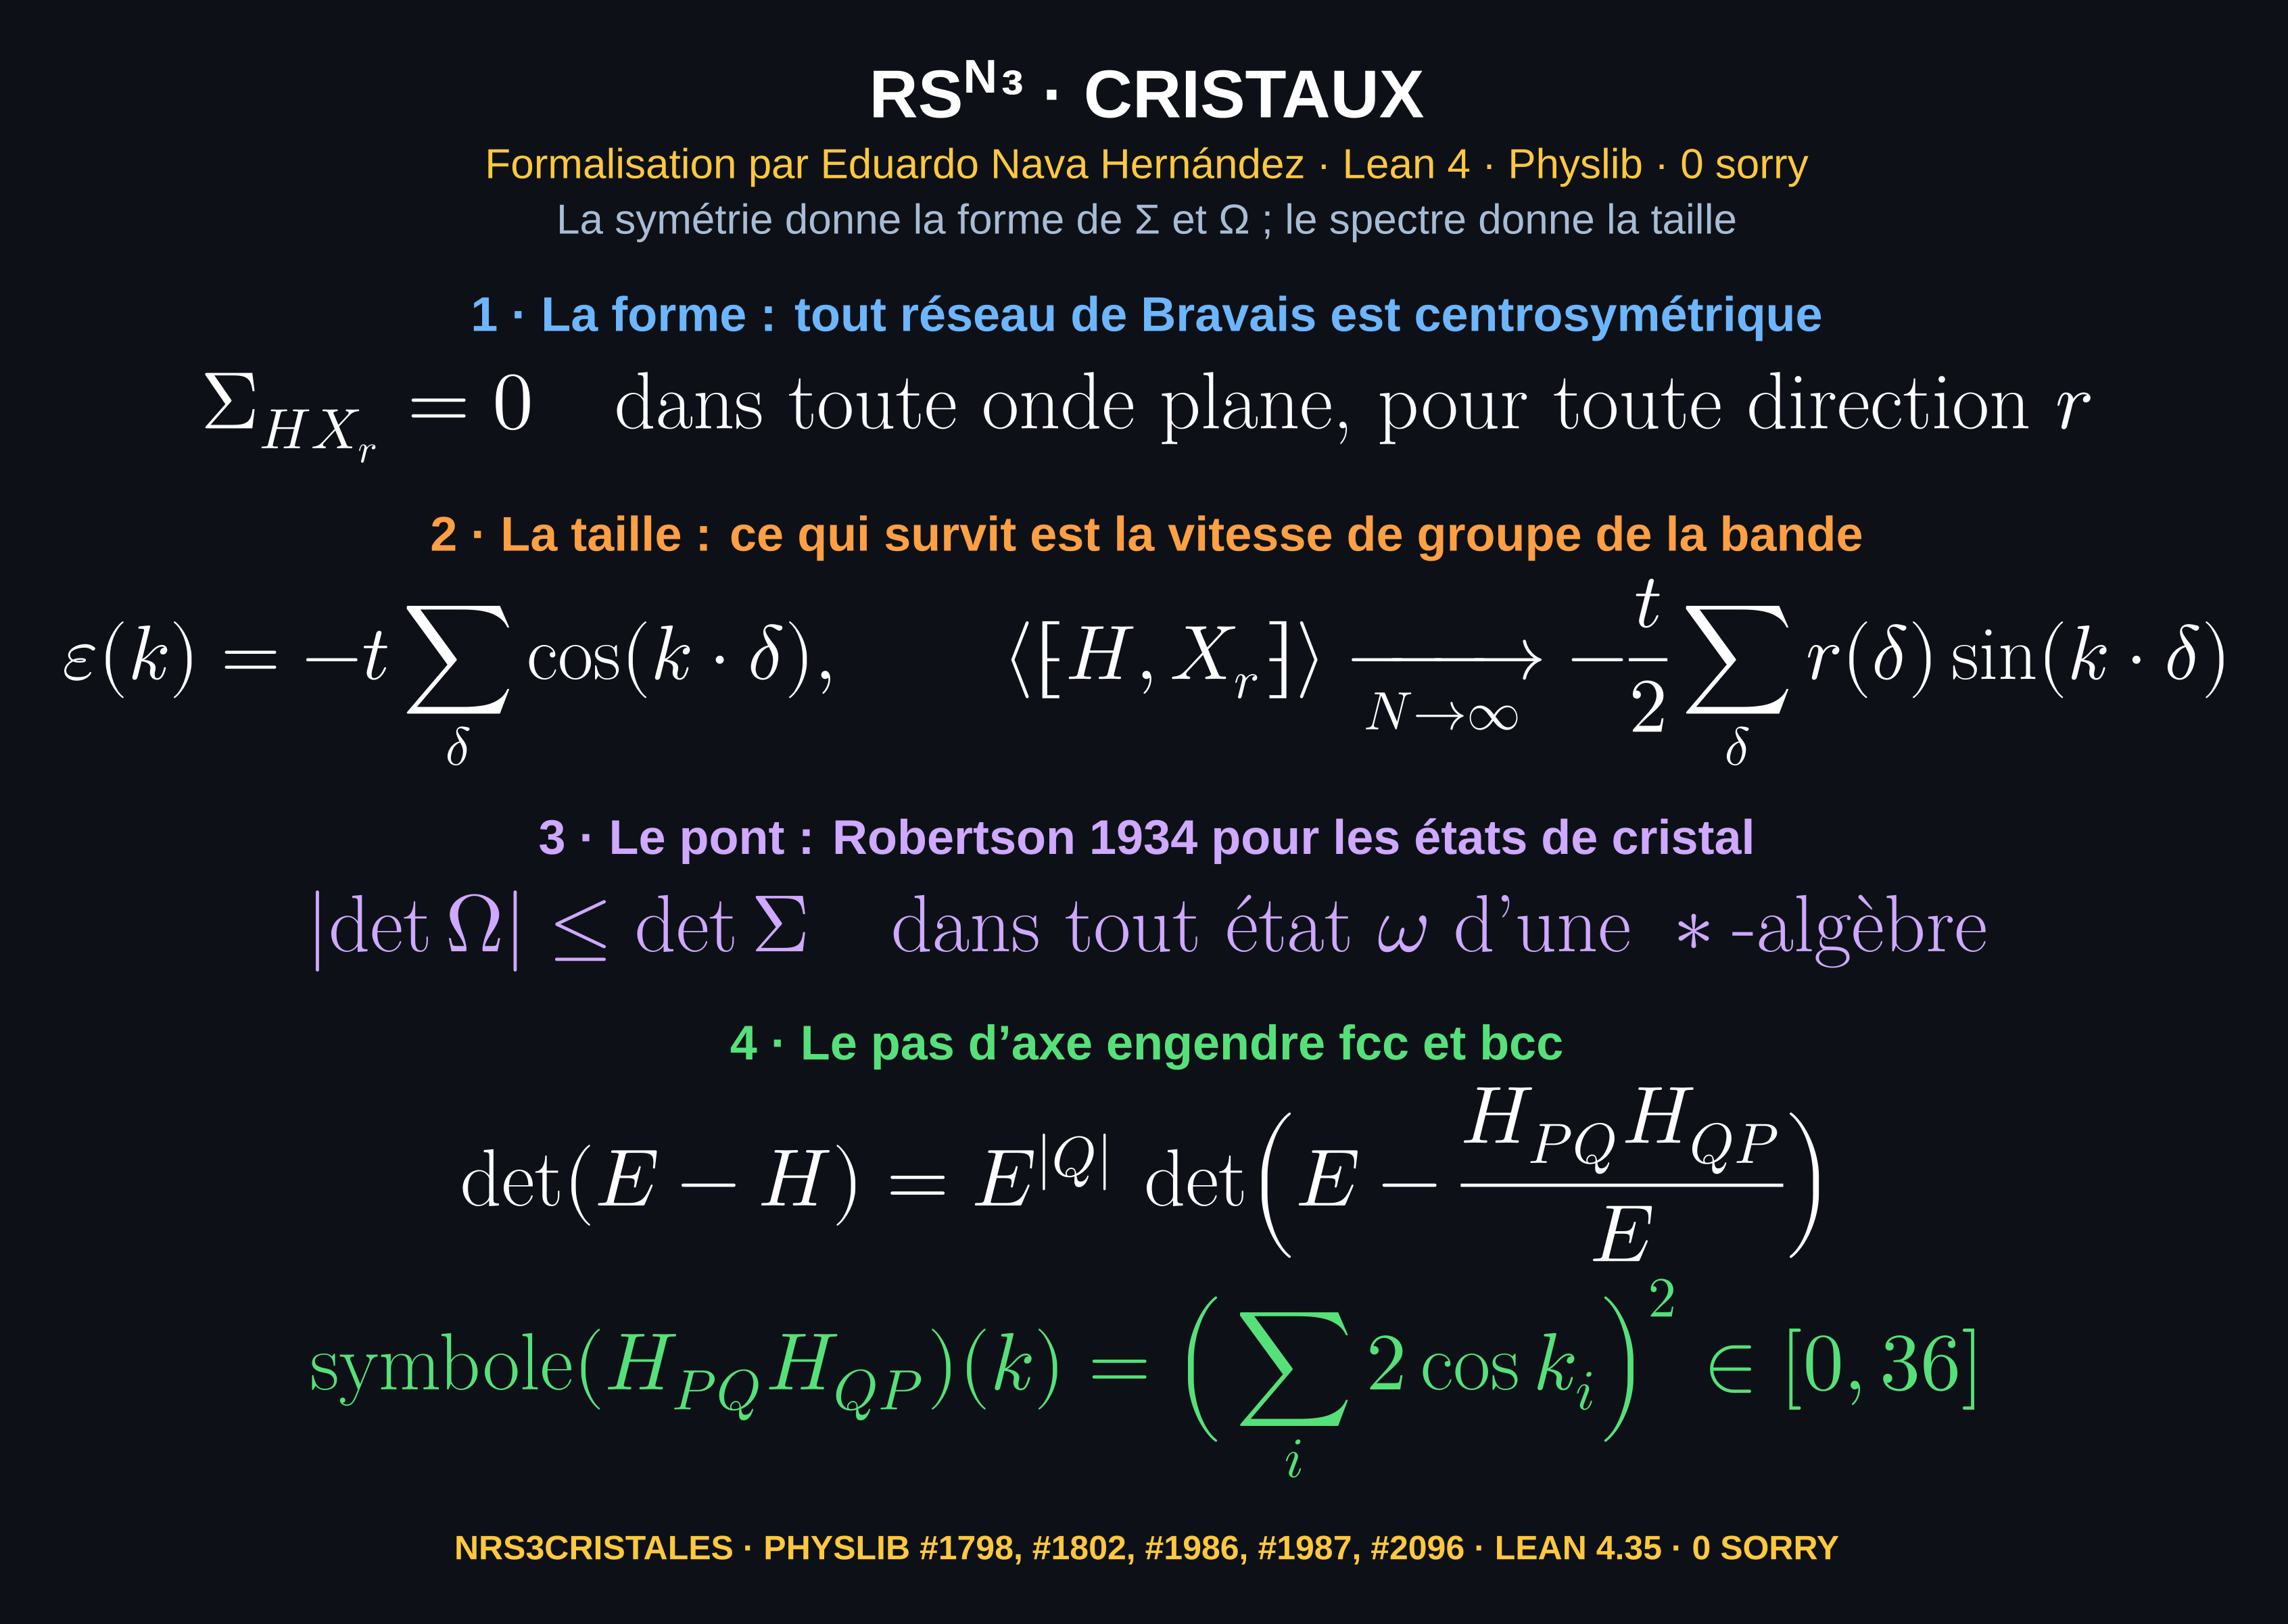 RSᴺ³ · CRISTAUX
Formalisation par Eduardo Nava Hernández · Lean 4 · Physlib · 0 sorry
La symétrie donne la forme de Σ et Ω ; le spectre donne la taille
1 · La forme : tout réseau de Bravais est centrosymétrique
Σ_{HX_r} = 0 dans toute onde plane, pour toute direction r
2 · La taille : ce qui survit est la vitesse de groupe de la bande
ε(k) = −t ∑_δ cos(k · δ), ⟨⁅H, X_r⁆⟩ ⟶_{N→∞} −t/2 ∑_δ r(δ) sin(k · δ)
3 · Le pont : Robertson 1934 pour les états de cristal
|det Ω| ≤ det Σ dans tout état ω d’une ∗-algèbre
4 · Le pas d’axe engendre fcc et bcc
det(E − H) = E^{|Q|} det(E − H_{PQ}H_{QP}/E)
symbole(H_{PQ}H_{QP})(k) = (∑_i 2 cos k_i)² ∈ [0, 36]
NRS3CRISTALES · PHYSLIB #1798, #1802, #1986, #1987, #2096 · LEAN 4.35 · 0 SORRY